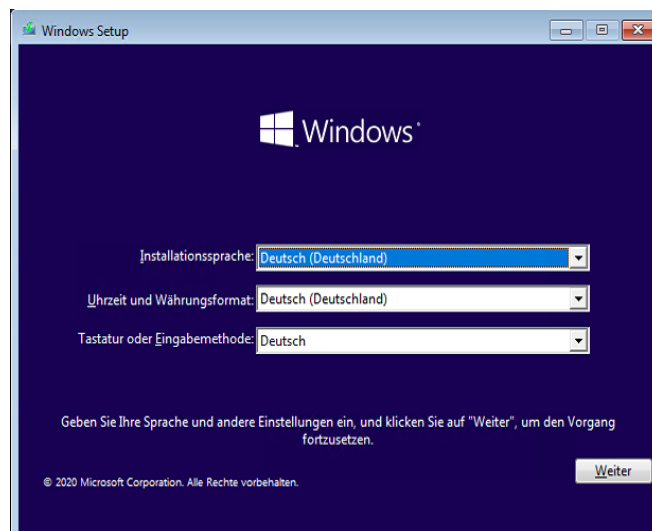 Windows Setup
Windows
Installationssprache: Deutsch (Deutschland)
Uhrzeit und Währungsformat: Deutsch (Deutschland)
Tastatur oder Eingabemethode: Deutsch
Geben Sie Ihre Sprache und andere Einstellungen ein, und klicken Sie auf "Weiter", um den Vorgang
fortzusetzen.
Weiter
© 2020 Microsoft Corporation. Alle Rechte vorbehalten.